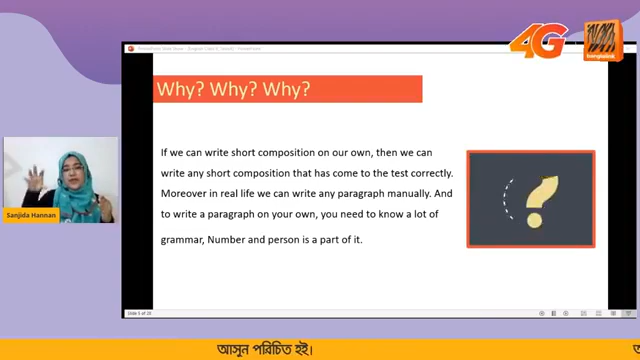 4G
banglalink
Why? Why? Why?
If we can write short composition on our own, then we can
write any short composition that has come to the test correctly.
Moreover in real life we can write any paragraph manually. And
to write a paragraph on your own, you need to know a lot of
grammar, Number and person is a part of it.
Sanjida Hannan
আসুন পরিচিত হই।